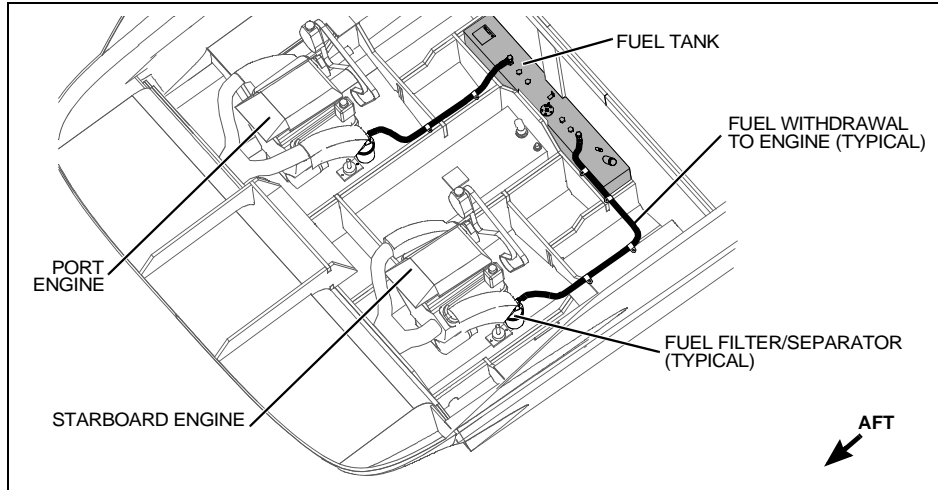 FUEL TANK
FUEL WITHDRAWAL
TO ENGINE (TYPICAL)
PORT
ENGINE
FUEL FILTER/SEPARATOR
(TYPICAL)
STARBOARD ENGINE
AFT